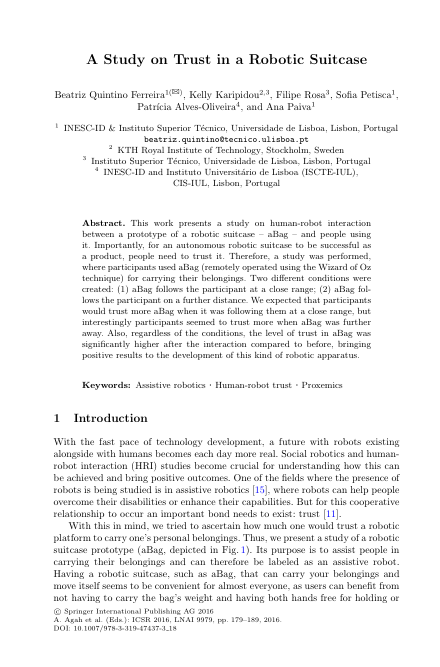 A Study on Trust in a Robotic Suitcase
Beatriz Quintino Ferreira1(✉), Kelly Karipidou2,3, Filipe Rosa3, Sofia Petisca1,
Patrícia Alves-Oliveira4, and Ana Paiva1
1 INESC-ID & Instituto Superior Técnico, Universidade de Lisboa, Lisbon, Portugal
beatriz.quintino@tecnico.ulisboa.pt
2 KTH Royal Institute of Technology, Stockholm, Sweden
3 Instituto Superior Técnico, Universidade de Lisboa, Lisbon, Portugal
4 INESC-ID and Instituto Universitário de Lisboa (ISCTE-IUL),
CIS-IUL, Lisbon, Portugal
Abstract. This work presents a study on human-robot interaction
between a prototype of a robotic suitcase – aBag – and people using
it. Importantly, for an autonomous robotic suitcase to be successful as
a product, people need to trust it. Therefore, a study was performed,
where participants used aBag (remotely operated using the Wizard of Oz
technique) for carrying their belongings. Two different conditions were
created: (1) aBag follows the participant at a close range; (2) aBag fol-
lows the participant on a further distance. We expected that participants
would trust more aBag when it was following them at a close range, but
interestingly participants seemed to trust more when aBag was further
away. Also, regardless of the conditions, the level of trust in aBag was
significantly higher after the interaction compared to before, bringing
positive results to the development of this kind of robotic apparatus.
Keywords: Assistive robotics · Human-robot trust · Proxemics
1 Introduction
With the fast pace of technology development, a future with robots existing
alongside with humans becomes each day more real. Social robotics and human-
robot interaction (HRI) studies become crucial for understanding how this can
be achieved and bring positive outcomes. One of the fields where the presence of
robots is being studied is in assistive robotics [15], where robots can help people
overcome their disabilities or enhance their capabilities. But for this cooperative
relationship to occur an important bond needs to exist: trust [11].
With this in mind, we tried to ascertain how much one would trust a robotic
platform to carry one's personal belongings. Thus, we present a study of a robotic
suitcase prototype (aBag, depicted in Fig. 1). Its purpose is to assist people in
carrying their belongings and can therefore be labeled as an assistive robot.
Having a robotic suitcase, such as aBag, that can carry your belongings and
move itself seems to be convenient for almost everyone, as users can benefit from
not having to carry the bag's weight and having both hands free for holding or
© Springer International Publishing AG 2016
A. Agah et al. (Eds.): ICSR 2016, LNAI 9979, pp. 179–189, 2016.
DOI: 10.1007/978-3-319-47437-3_18